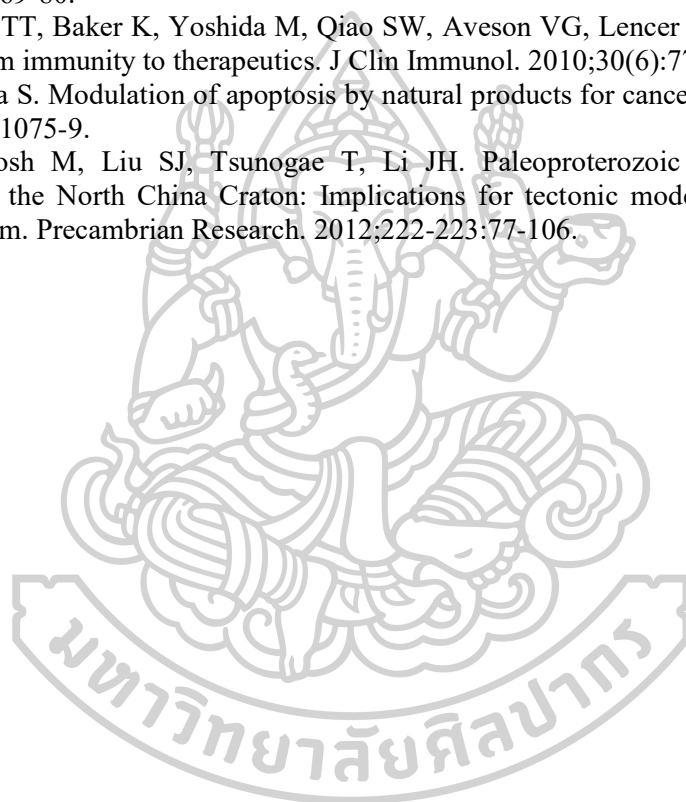 69-80.
TT, Baker K, Yoshida M, Qiao SW, Aveson VG, Lencer
m immunity to therapeutics. J Clin Immunol. 2010;30(6):77
a S. Modulation of apoptosis by natural products for cance
1075-9.
osh M, Liu SJ, Tsunogae T, Li JH. Paleoproterozoic
the North China Craton: Implications for tectonic mode
m. Precambrian Research. 2012;222-223:77-106.
มหาวิทยาลัยศิลปากร